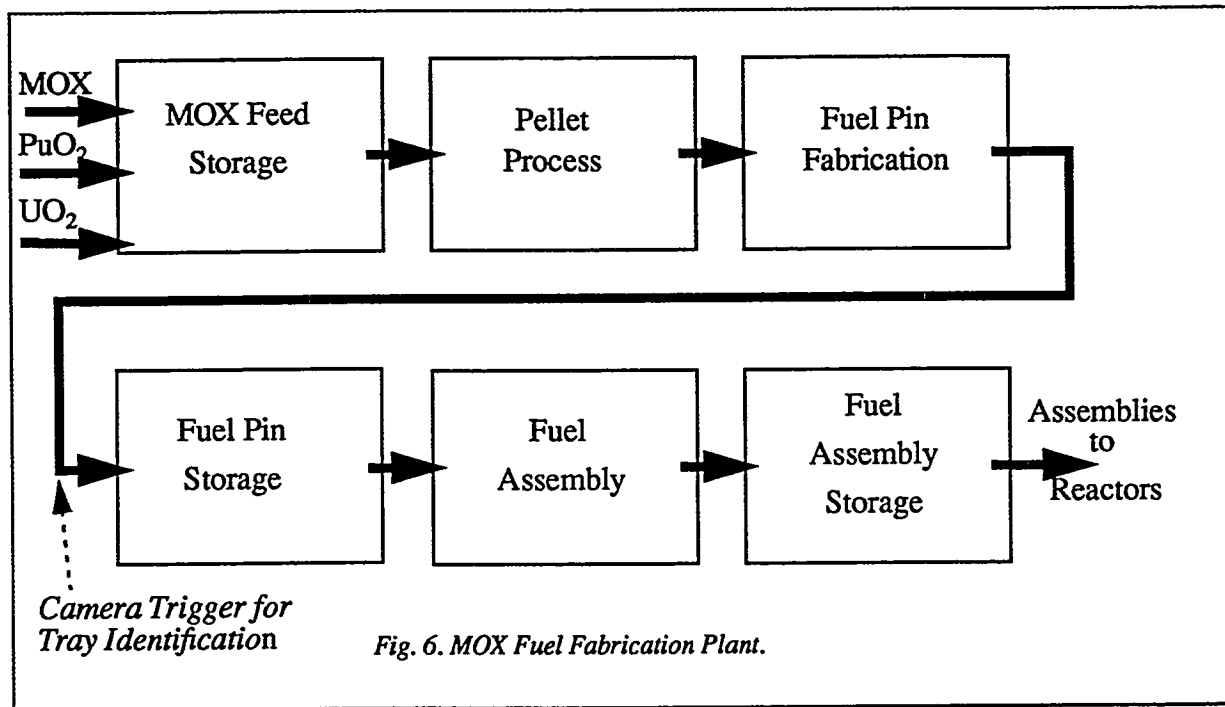 MOX
PuO₂
UO₂
MOX Feed
Storage
Pellet
Process
Fuel Pin
Fabrication
Fuel Pin
Storage
Fuel
Assembly
Fuel
Assembly
Storage
Assemblies
to
Reactors
Camera Trigger for
Tray Identification
Fig. 6. MOX Fuel Fabrication Plant.